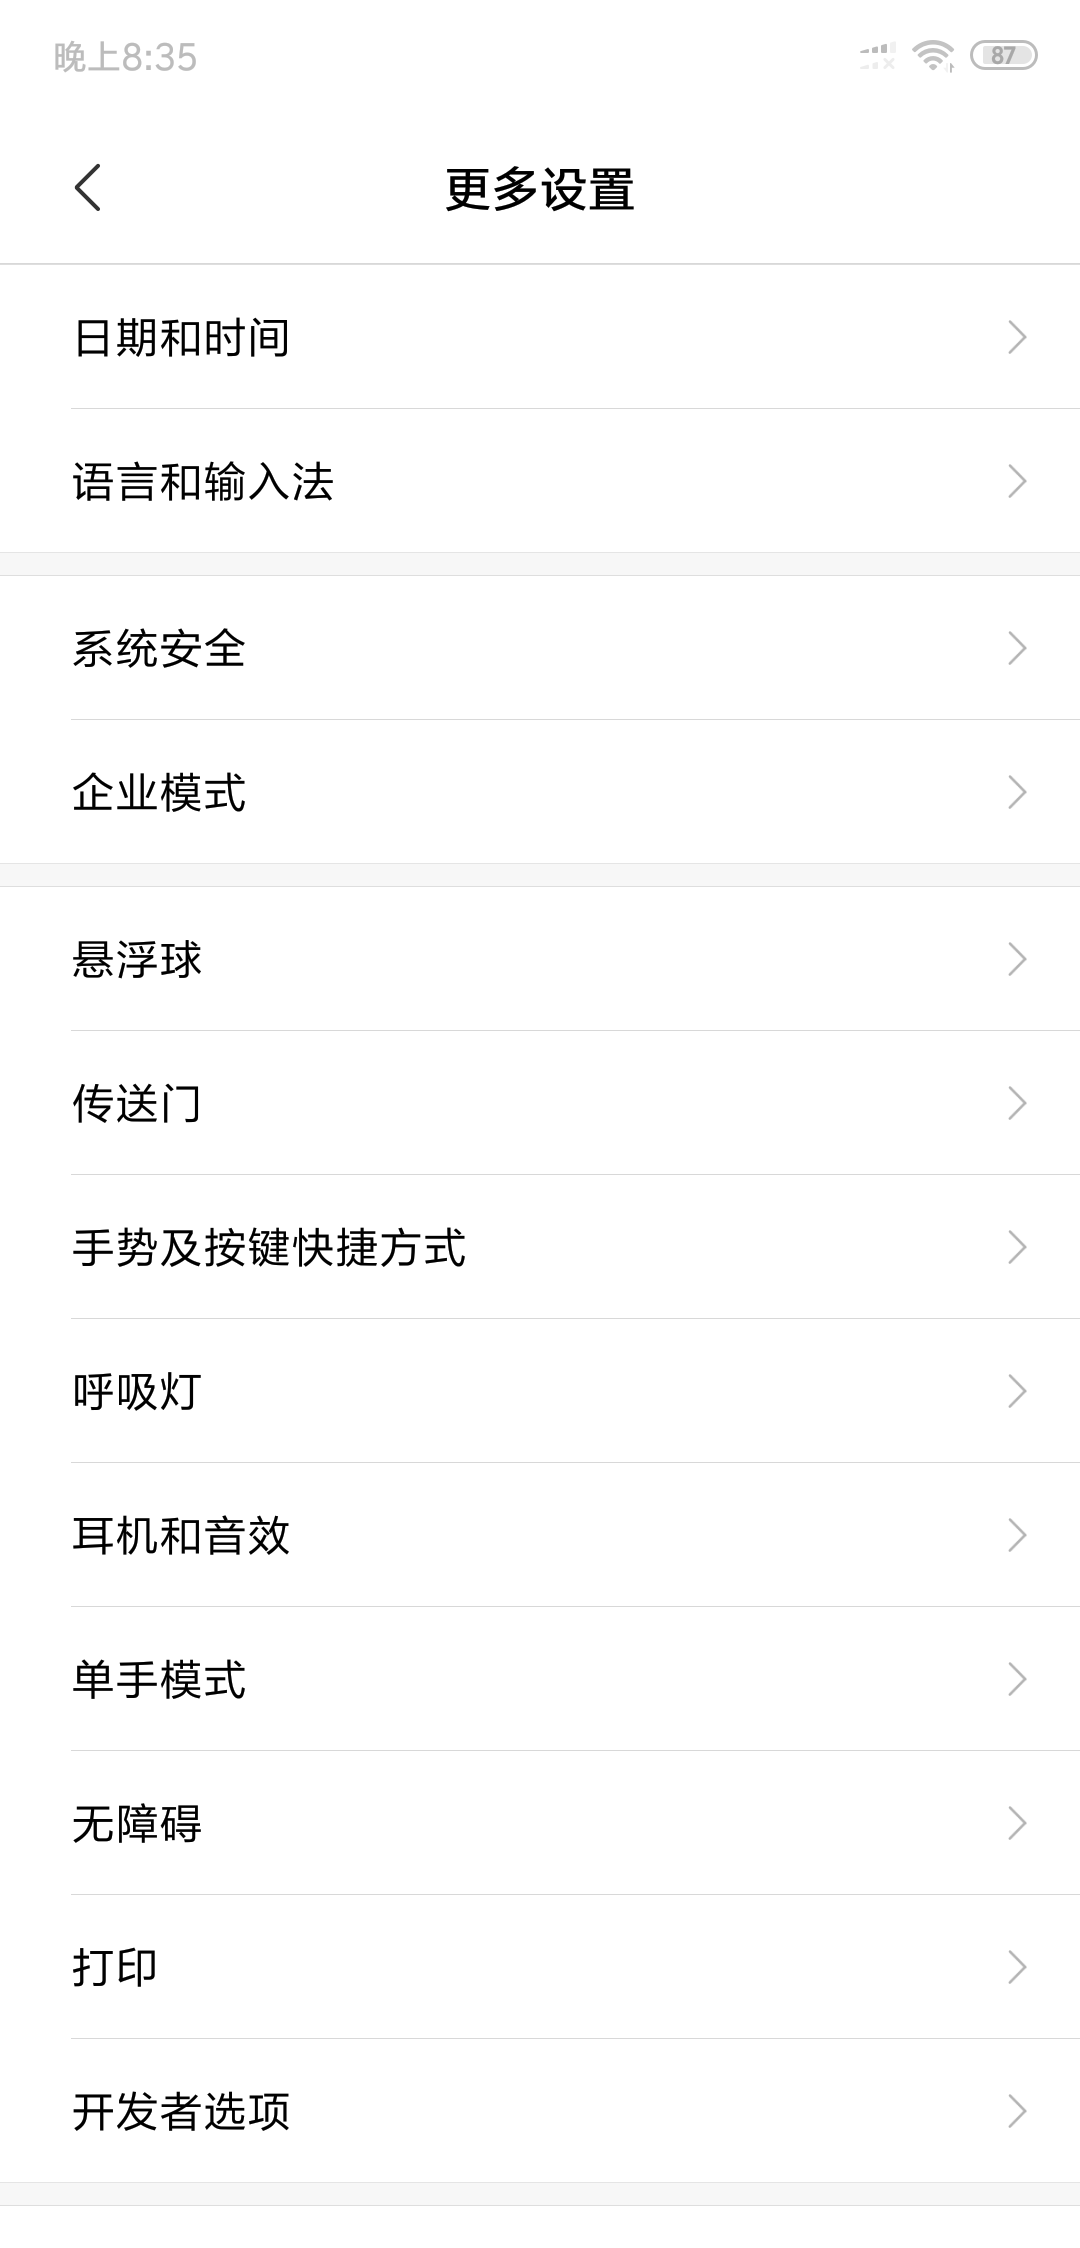 晚上8:35
87
更多设置
日期和时间
语言和输入法
系统安全
企业模式
悬浮球
传送门
手势及按键快捷方式
呼吸灯
耳机和音效
单手模式
无障碍
打印
开发者选项